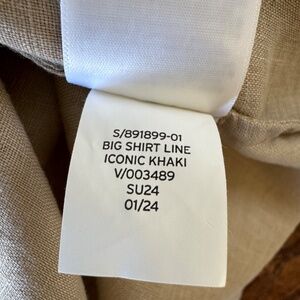 S/891899-01
BIG SHIRT LINE
ICONIC KHAKI
V/003489
SU24
01/24